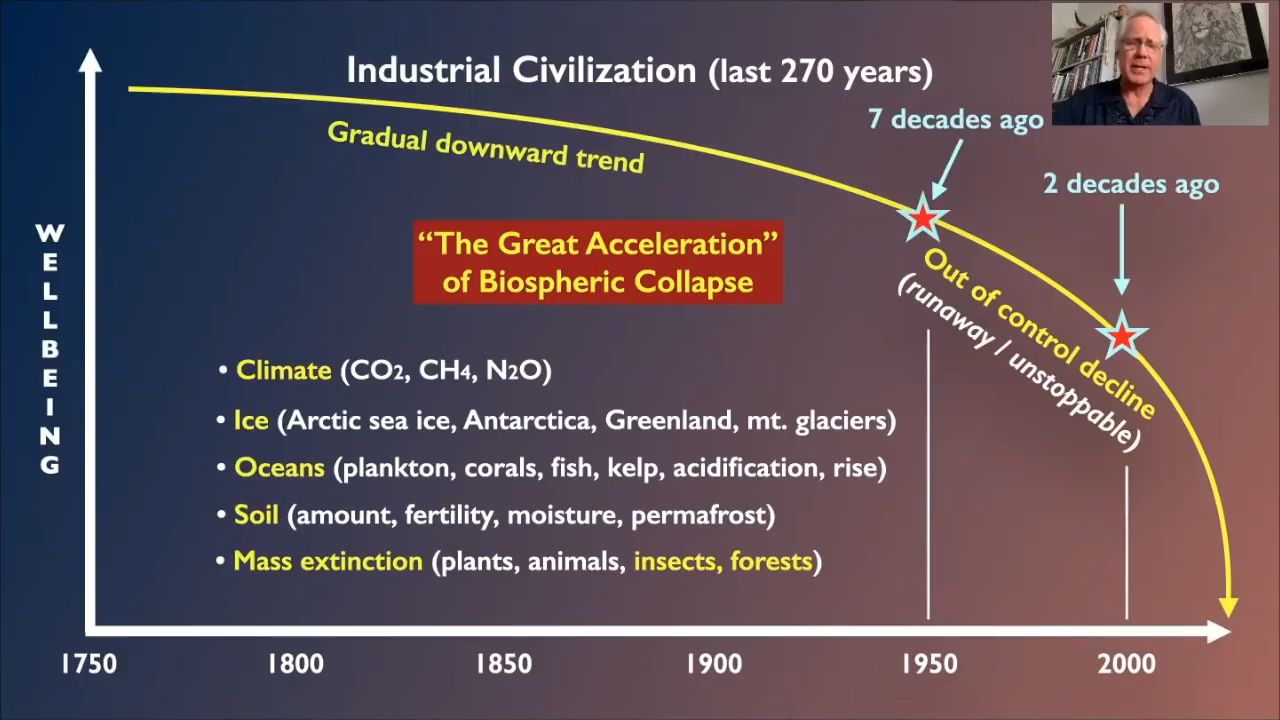 Industrial Civilization (last 270 years)
7 decades ago
Gradual downward trend
2 decades ago
WELLBEING
“The Great Acceleration”
of Biospheric Collapse
Out of control decline
(runaway / unstoppable)
• Climate (CO2, CH4, N2O)
• Ice (Arctic sea ice, Antarctica, Greenland, mt. glaciers)
• Oceans (plankton, corals, fish, kelp, acidification, rise)
• Soil (amount, fertility, moisture, permafrost)
• Mass extinction (plants, animals, insects, forests)
1750 1800 1850 1900 1950 2000